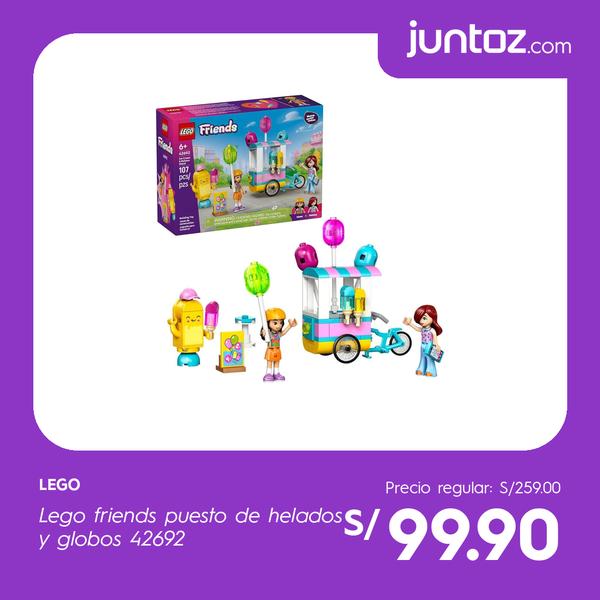 juntoz.com
LEGO
Friends
6+
42692
107
pcs/
pzs
LEGO
Precio regular: S/259.00
Lego friends puesto de helados
y globos 42692
S/ 99.90